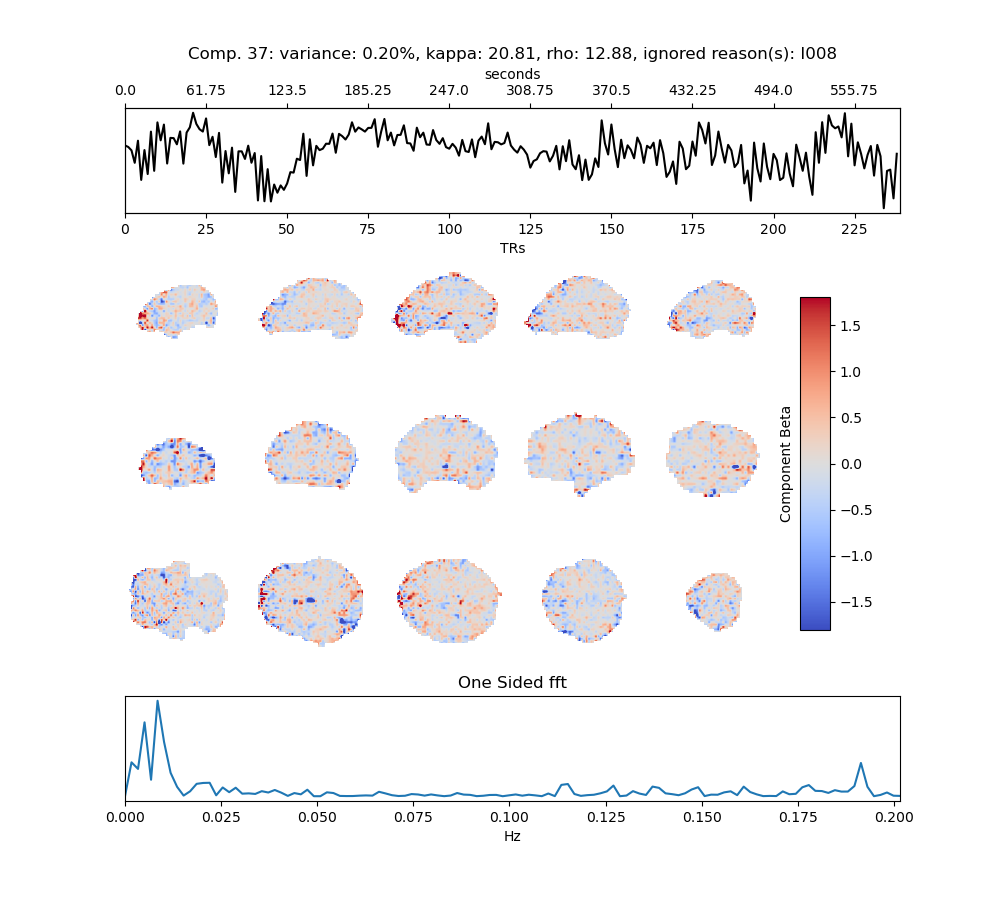 Comp. 37: variance: 0.20%, kappa: 20.81, rho: 12.88, ignored reason(s): I008
seconds
0.0 61.75 123.5 185.25 247.0 308.75 370.5 432.25 494.0 555.75
0 25 50 75 100 125 150 175 200 225
TRs
1.5
1.0
0.5
0.0
−0.5
−1.0
−1.5
Component Beta
One Sided fft
0.000 0.025 0.050 0.075 0.100 0.125 0.150 0.175 0.200
Hz